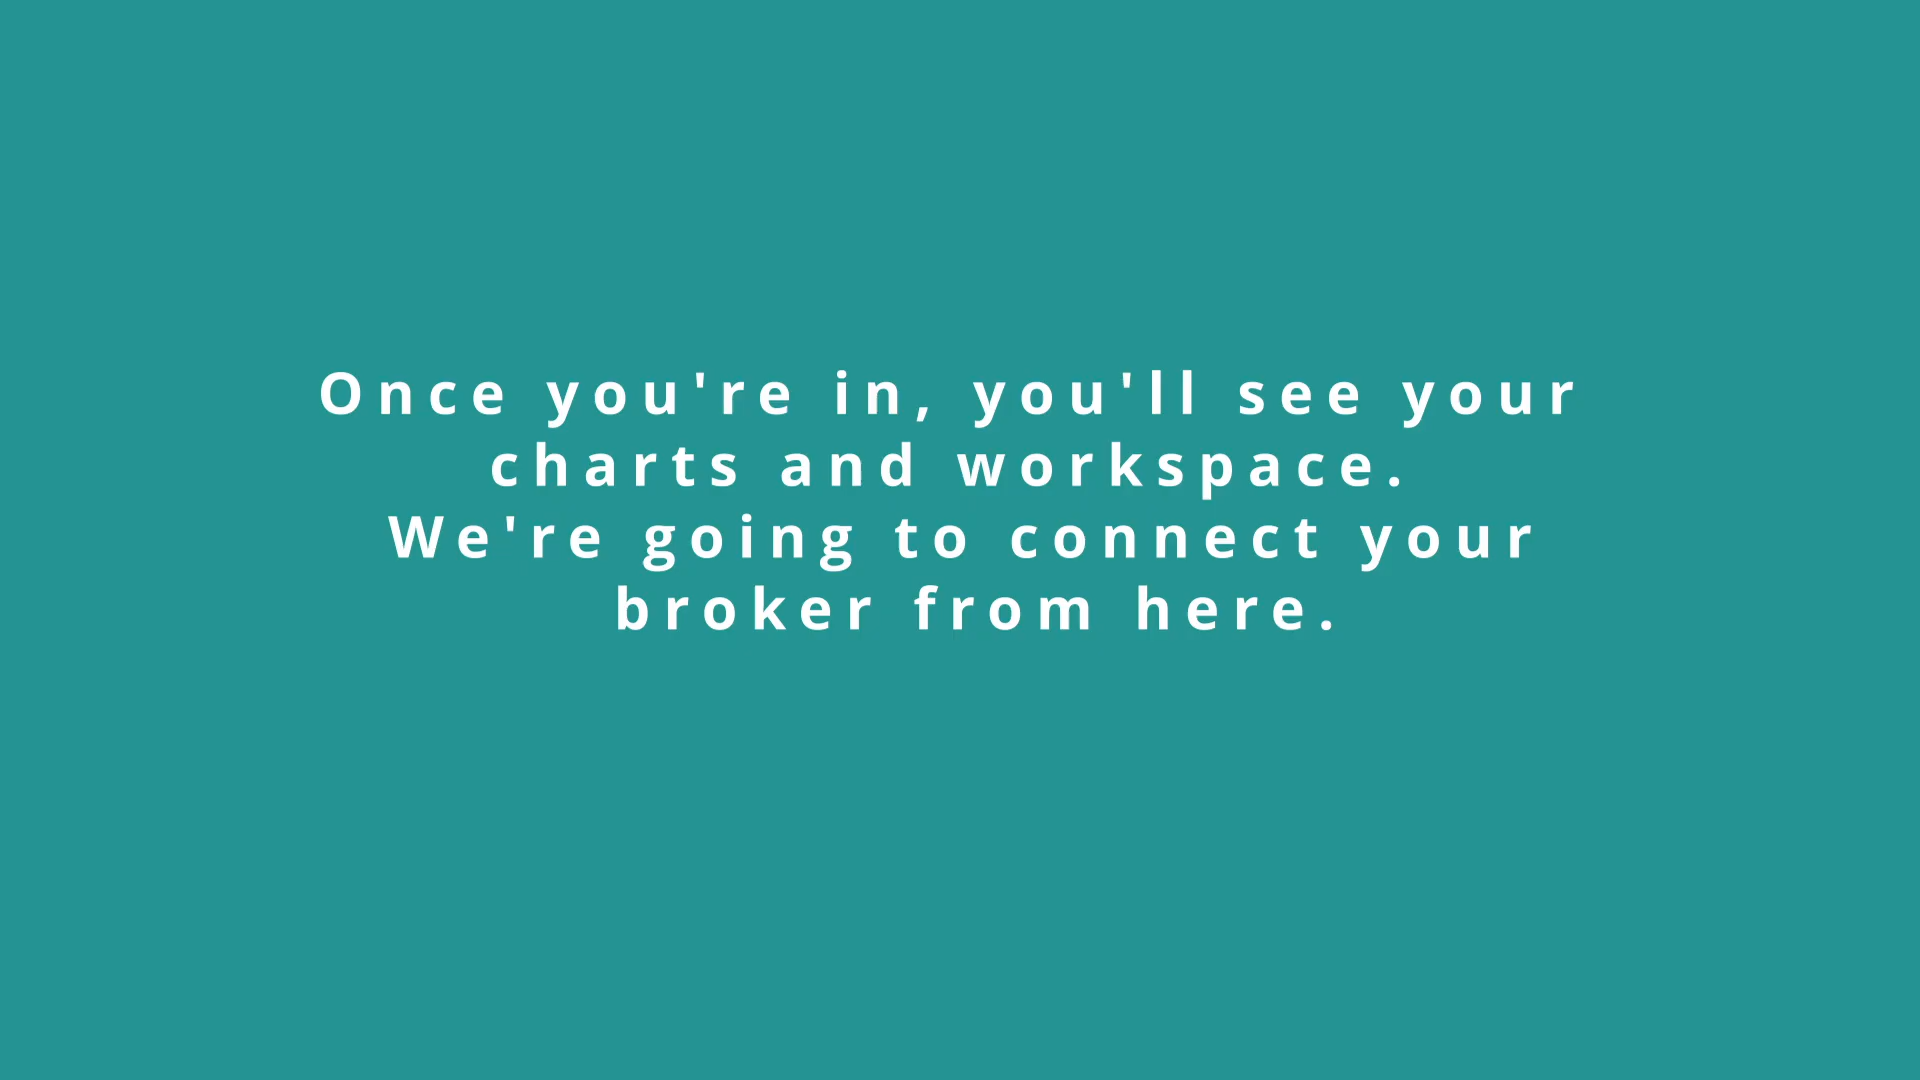 Once you're in, you'll see your
charts and workspace.
We're going to connect your
broker from here.